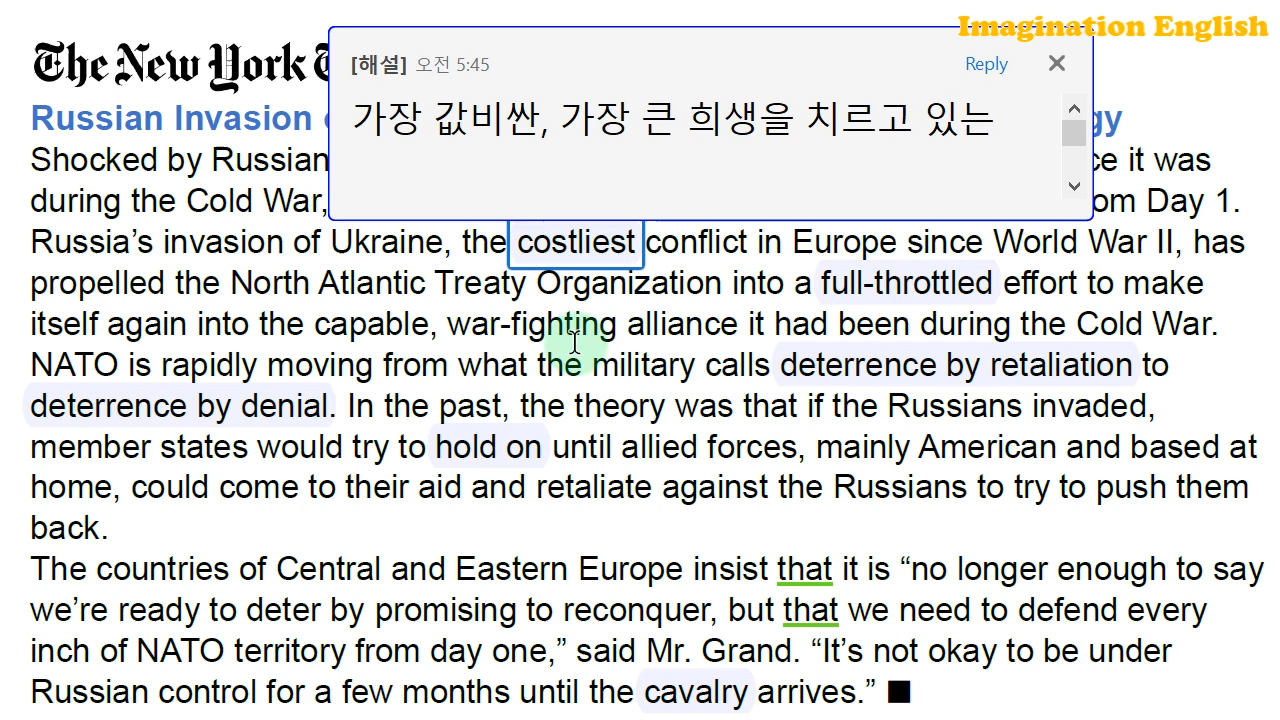 Imagination English
The New York
[해설] 오전 5:45 Reply
가장 값비싼, 가장 큰 희생을 치르고 있는
Russian Invasion
Shocked by Russian it was
during the Cold War, Day 1.
Russia’s invasion of Ukraine, the costliest conflict in Europe since World War II, has
propelled the North Atlantic Treaty Organization into a full-throttled effort to make
itself again into the capable, war-fighting alliance it had been during the Cold War.
NATO is rapidly moving from what the military calls deterrence by retaliation to
deterrence by denial. In the past, the theory was that if the Russians invaded,
member states would try to hold on until allied forces, mainly American and based at
home, could come to their aid and retaliate against the Russians to try to push them
back.
The countries of Central and Eastern Europe insist that it is “no longer enough to say
we’re ready to deter by promising to reconquer, but that we need to defend every
inch of NATO territory from day one,” said Mr. Grand. “It’s not okay to be under
Russian control for a few months until the cavalry arrives.” ■